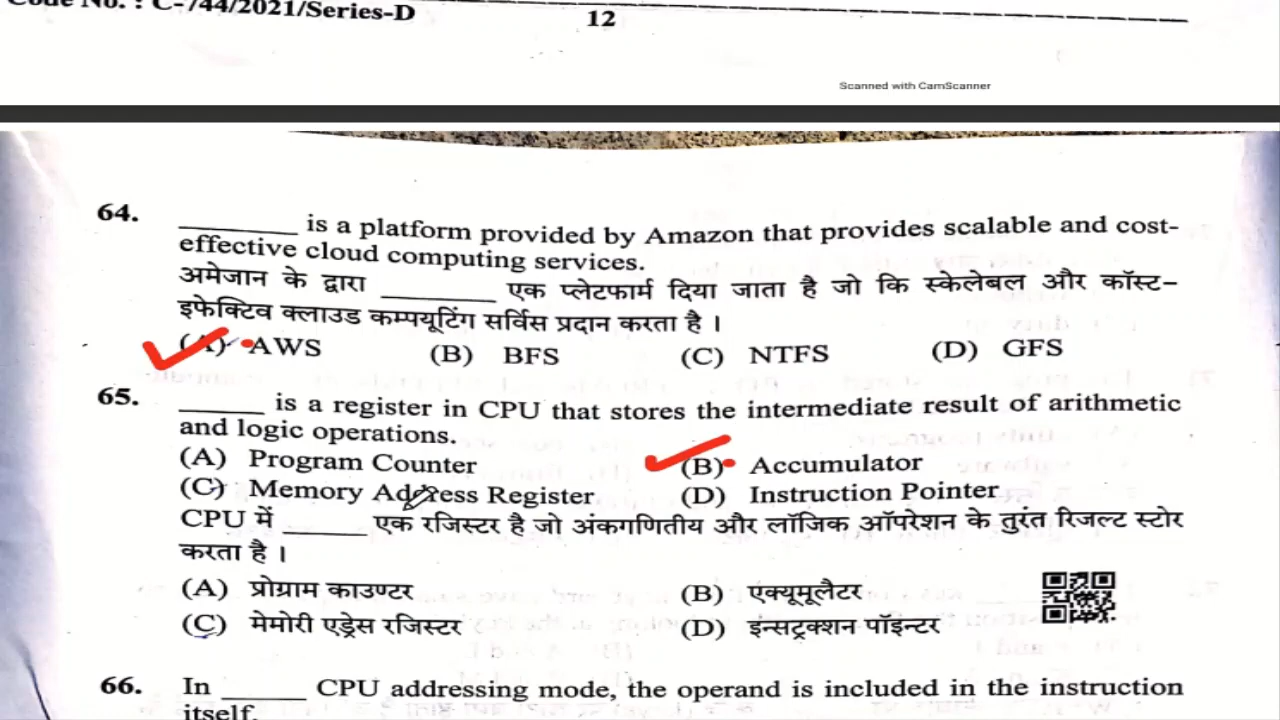 Code No. : C-744/2021/Series-D
12
Scanned with CamScanner
64. ______ is a platform provided by Amazon that provides scalable and cost-
effective cloud computing services.
अमेजान के द्वारा ______ एक प्लेटफार्म दिया जाता है जो कि स्केलेबल और कॉस्ट–
इफेक्टिव क्लाउड कम्पयूटिंग सर्विस प्रदान करता है ।
(A) AWS (B) BFS (C) NTFS (D) GFS
65. ______ is a register in CPU that stores the intermediate result of arithmetic
and logic operations.
(A) Program Counter (B) Accumulator
(C) Memory Address Register (D) Instruction Pointer
CPU में ______ एक रजिस्टर है जो अंकगणितीय और लॉजिक ऑपरेशन के तुरंत रिजल्ट स्टोर
करता है ।
(A) प्रोग्राम काउण्टर (B) एक्यूमूलैटर
(C) मेमोरी एड्रेस रजिस्टर (D) इन्सट्रक्शन पॉइन्टर
66. In ______ CPU addressing mode, the operand is included in the instruction
itself.